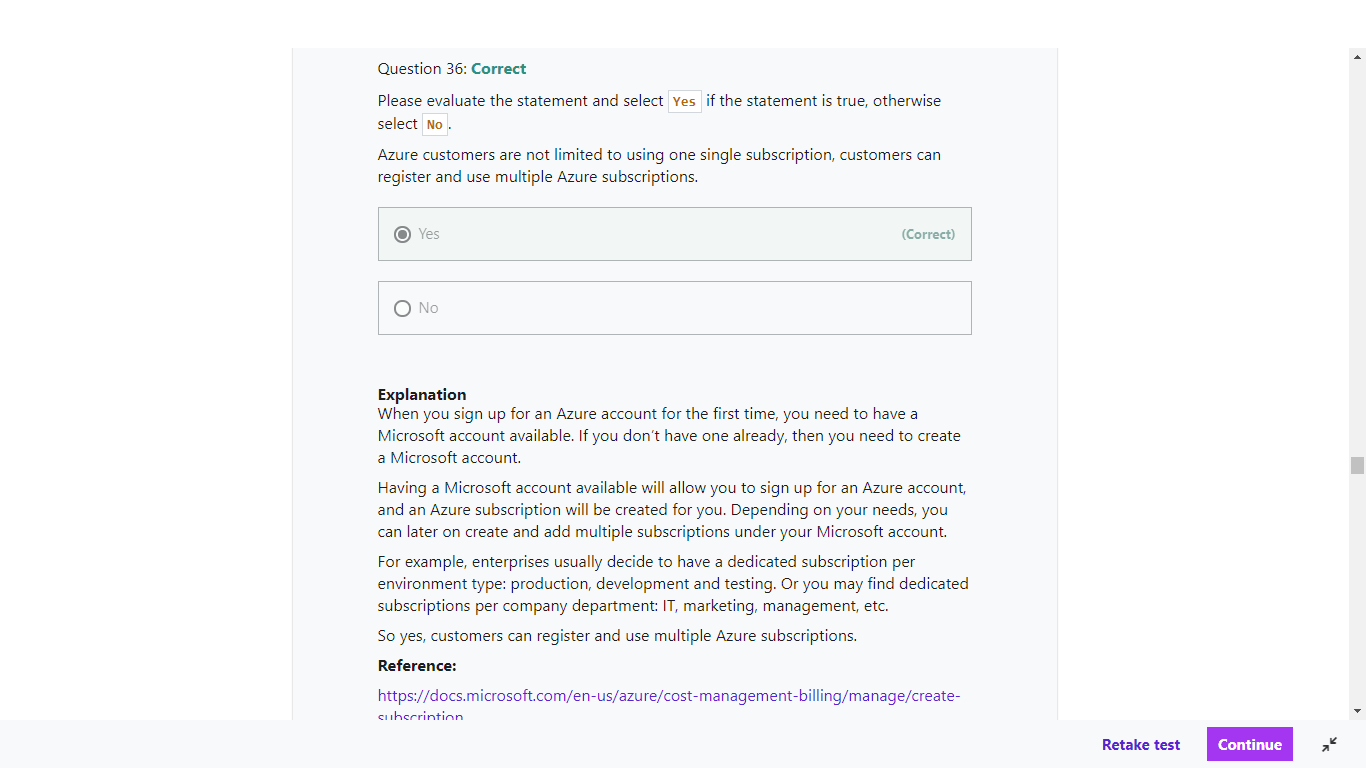 Question 36: Correct
Please evaluate the statement and select Yes if the statement is true, otherwise
select No.
Azure customers are not limited to using one single subscription, customers can
register and use multiple Azure subscriptions.
Yes (Correct)
No
Explanation
When you sign up for an Azure account for the first time, you need to have a
Microsoft account available. If you don't have one already, then you need to create
a Microsoft account.
Having a Microsoft account available will allow you to sign up for an Azure account,
and an Azure subscription will be created for you. Depending on your needs, you
can later on create and add multiple subscriptions under your Microsoft account.
For example, enterprises usually decide to have a dedicated subscription per
environment type: production, development and testing. Or you may find dedicated
subscriptions per company department: IT, marketing, management, etc.
So yes, customers can register and use multiple Azure subscriptions.
Reference:
https://docs.microsoft.com/en-us/azure/cost-management-billing/manage/create-
subscription
Retake test Continue